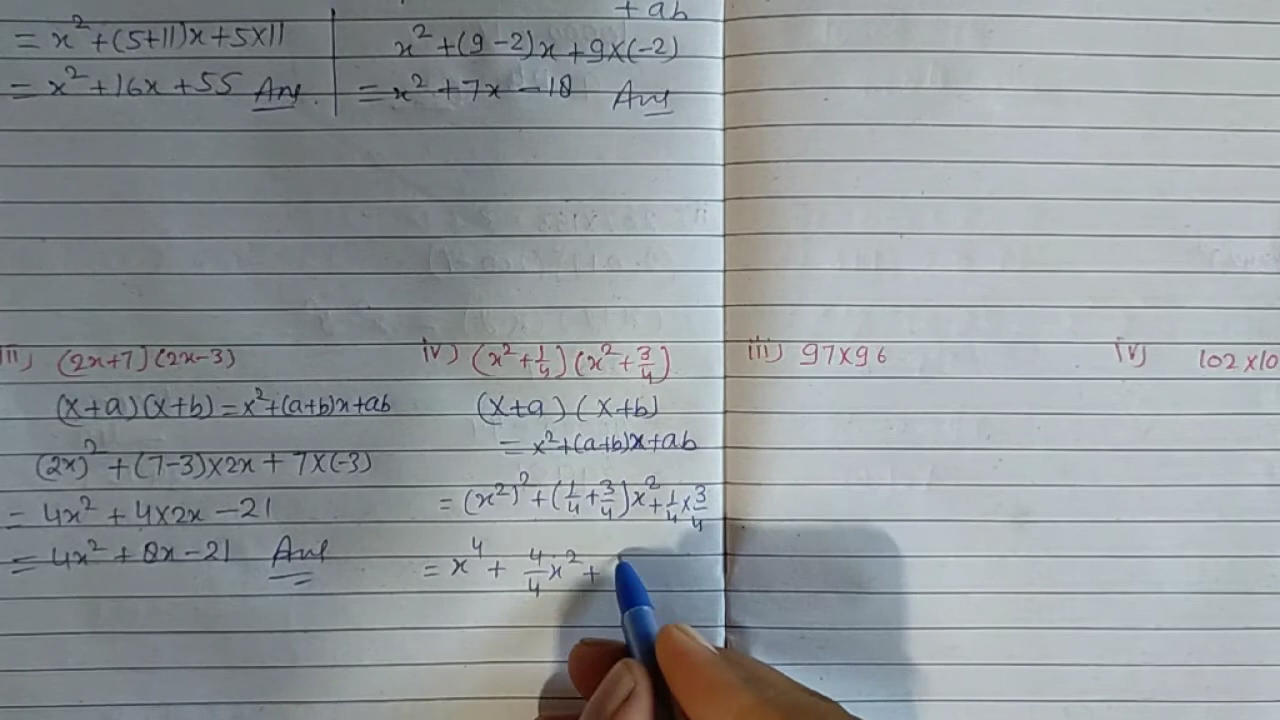 + ab
= x² + (5+11)x + 5×11
= x² + 16x + 55 Ans.
x² + (9-2)x + 9×(-2)
= x² + 7x - 18 Ans
iii) (2x+7) (2x-3)
(x+a)(x+b) = x²+(a+b)x+ab
(2x)² + (7-3)×2x + 7×(-3)
= 4x² + 4×2x - 21
= 4x² + 8x - 21 Ans
iv) (x² + 1/4) (x² + 3/4)
(x+a) (x+b)
= x²+(a+b)x+ab
= (x²)² + (1/4 + 3/4)x² + 1/4 × 3/4
= x⁴ + 4/4 x² +
iii) 97×96
iv) 102×10